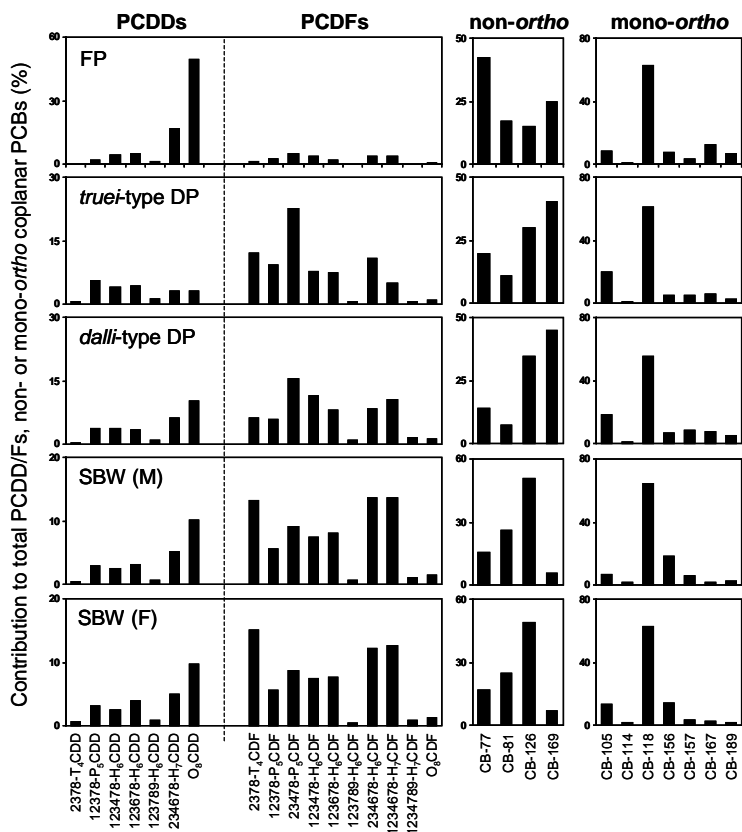 PCDDs PCDFs non-ortho mono-ortho
Contribution to total PCDD/Fs, non- or mono-ortho coplanar PCBs (%)
FP
60
30
0
50
25
0
80
40
0
truei-type DP
30
15
0
50
25
0
80
40
0
dalli-type DP
30
15
0
50
25
0
80
40
0
SBW (M)
20
10
0
60
30
0
80
40
0
SBW (F)
20
10
0
60
30
0
80
40
0
2378-T₄CDD
12378-P₅CDD
123478-H₆CDD
123678-H₆CDD
123789-H₆CDD
234678-H₇CDD
O₈CDD
2378-T₄CDF
12378-P₅CDF
23478-P₅CDF
123478-H₆CDF
123678-H₆CDF
123789-H₆CDF
234678-H₆CDF
1234678-H₇CDF
1234789-H₇CDF
O₈CDF
CB-77
CB-81
CB-126
CB-169
CB-105
CB-114
CB-118
CB-156
CB-157
CB-167
CB-189